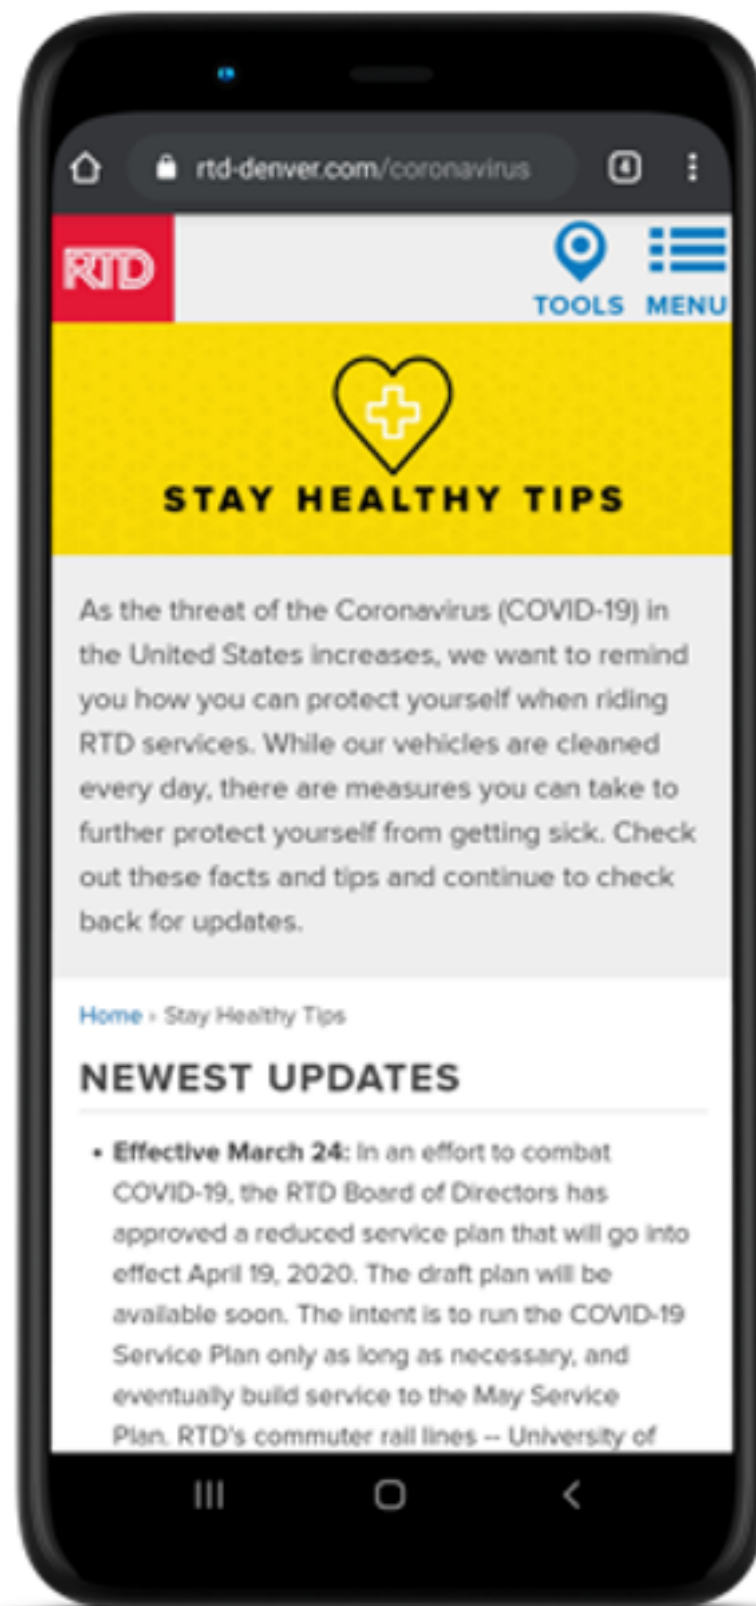 rtd-denver.com/coronavirus
4
RTD
TOOLS MENU
STAY HEALTHY TIPS
As the threat of the Coronavirus (COVID-19) in
the United States increases, we want to remind
you how you can protect yourself when riding
RTD services. While our vehicles are cleaned
every day, there are measures you can take to
further protect yourself from getting sick. Check
out these facts and tips and continue to check
back for updates.
Home › Stay Healthy Tips
NEWEST UPDATES
• Effective March 24: In an effort to combat
COVID-19, the RTD Board of Directors has
approved a reduced service plan that will go into
effect April 19, 2020. The draft plan will be
available soon. The intent is to run the COVID-19
Service Plan only as long as necessary, and
eventually build service to the May Service
Plan. RTD's commuter rail lines -- University of